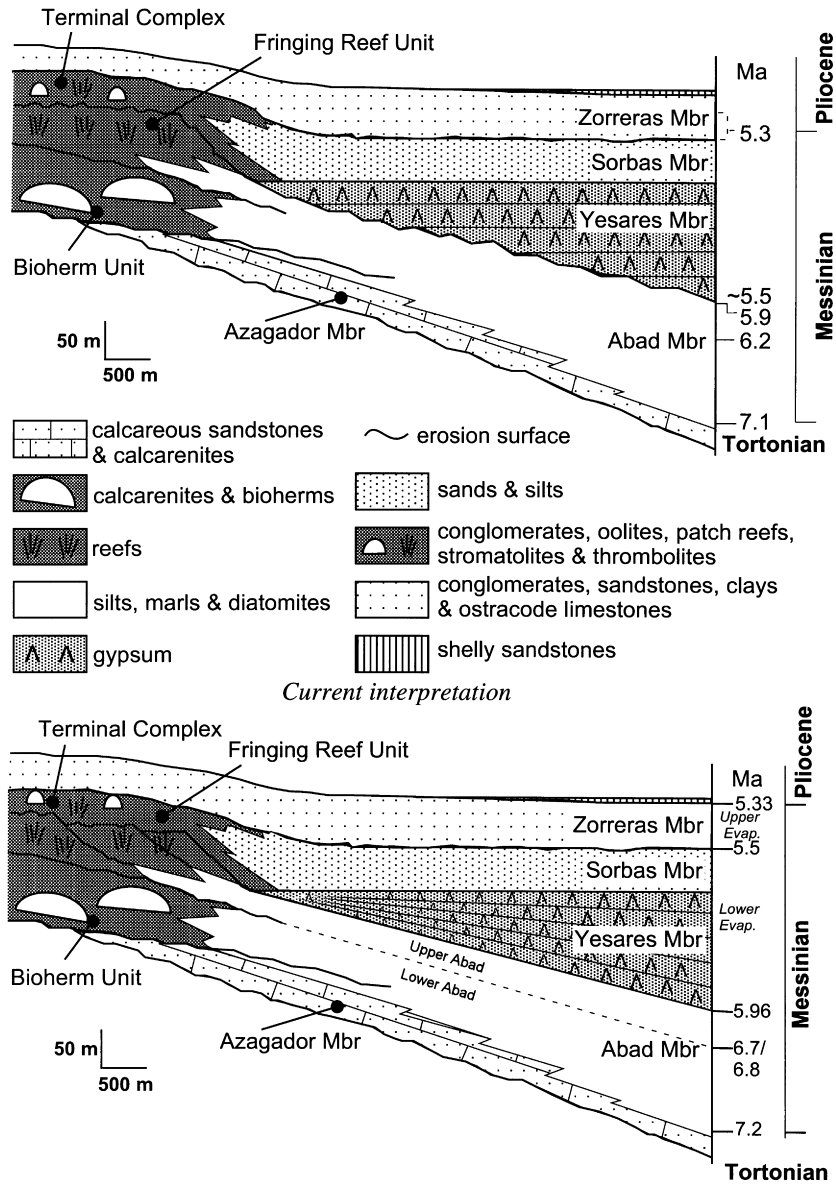 Terminal Complex
Fringing Reef Unit
Ma
Pliocene
Zorreras Mbr
5.3
Sorbas Mbr
Yesares Mbr
Bioherm Unit
~5.5
5.9
Messinian
50 m
500 m
Azagador Mbr
Abad Mbr
6.2
7.1
Tortonian
calcareous sandstones
& calcarenites
erosion surface
calcarenites & bioherms
sands & silts
reefs
conglomerates, oolites, patch reefs,
stromatolites & thrombolites
silts, marls & diatomites
conglomerates, sandstones, clays
& ostracode limestones
gypsum
shelly sandstones
Current interpretation
Terminal Complex
Fringing Reef Unit
Ma
Pliocene
5.33
Zorreras Mbr
Upper
Evap.
5.5
Sorbas Mbr
Lower
Evap.
Yesares Mbr
Bioherm Unit
Upper Abad
Lower Abad
5.96
Messinian
50 m
500 m
Azagador Mbr
Abad Mbr
6.7/
6.8
7.2
Tortonian